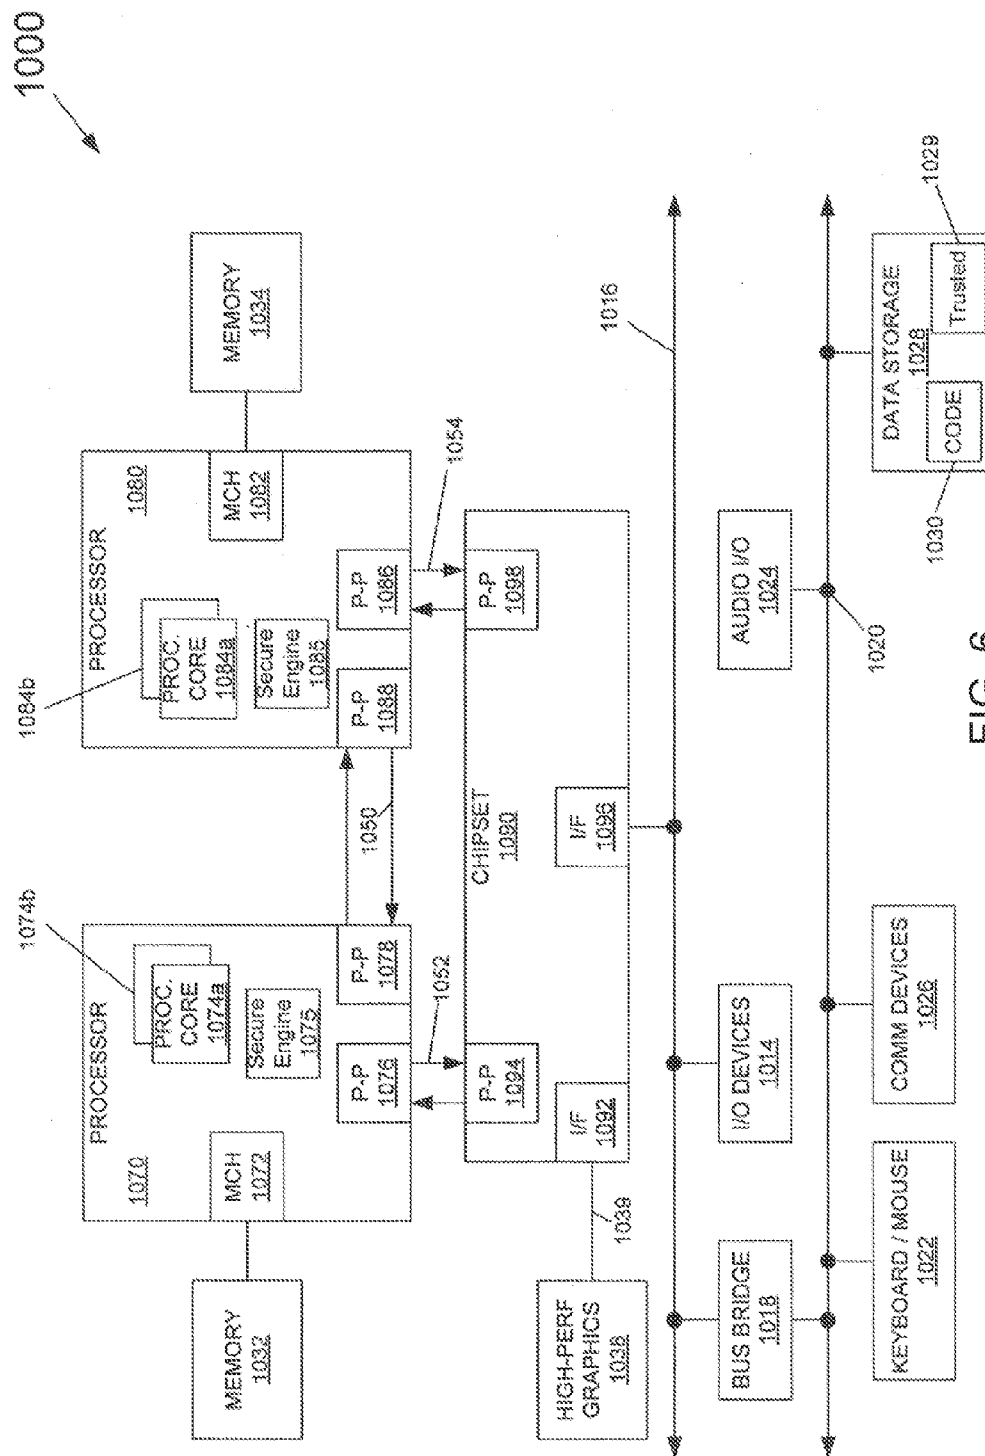 1000
1074b
1084b
PROCESSOR
1070
PROC.
CORE
1074a
MCH
1072
Secure
Engine
1075
P-P
1076
P-P
1078
MEMORY
1032
PROCESSOR
1080
PROC.
CORE
1084a
MCH
1082
Secure
Engine
1085
P-P
1088
P-P
1086
MEMORY
1034
1050
1052
1054
P-P
1094
P-P
1098
CHIPSET
1090
I/F
1092
I/F
1096
HIGH-PERF
GRAPHICS
1038
1039
1016
BUS BRIDGE
1018
I/O DEVICES
1014
AUDIO I/O
1024
1020
KEYBOARD / MOUSE
1022
COMM DEVICES
1026
DATA STORAGE
1028
CODE
Trusted
1030
1029
FIG. 6